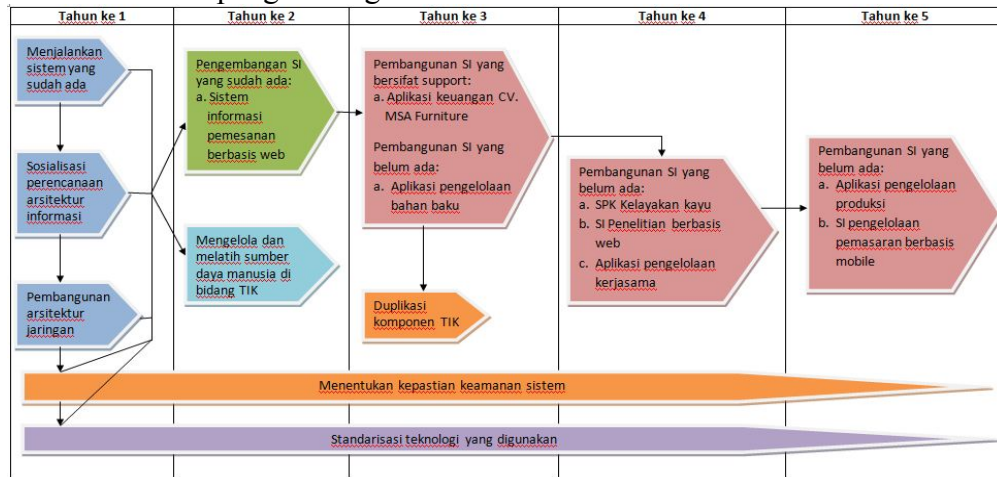 Tahun ke 1
Tahun ke 2
Tahun ke 3
Tahun ke 4
Tahun ke 5
Menjalankan
sistem yang
sudah ada
Sosialisasi
perencanaan
arsitektur
informasi
Pembangunan
arsitektur
jaringan
Pengembangan SI
yang sudah ada:
a. Sistem
informasi
pemesanan
berbasis web
Mengelola dan
melatih sumber
daya manusia di
bidang TIK
Pembangunan SI yang
bersifat support:
a. Aplikasi keuangan CV.
MSA Furniture
Pembangunan SI yang
belum ada:
a. Aplikasi pengelolaan
bahan baku
Duplikasi
komponen TIK
Pembangunan SI yang
belum ada:
a. SPK Kelayakan kayu
b. SI Penelitian berbasis
web
c. Aplikasi pengelolaan
kerjasama
Pembangunan SI yang
belum ada:
a. Aplikasi pengelolaan
produksi
b. SI pengelolaan
pemasaran berbasis
mobile
Menentukan kepastian keamanan sistem
Standarisasi teknologi yang digunakan